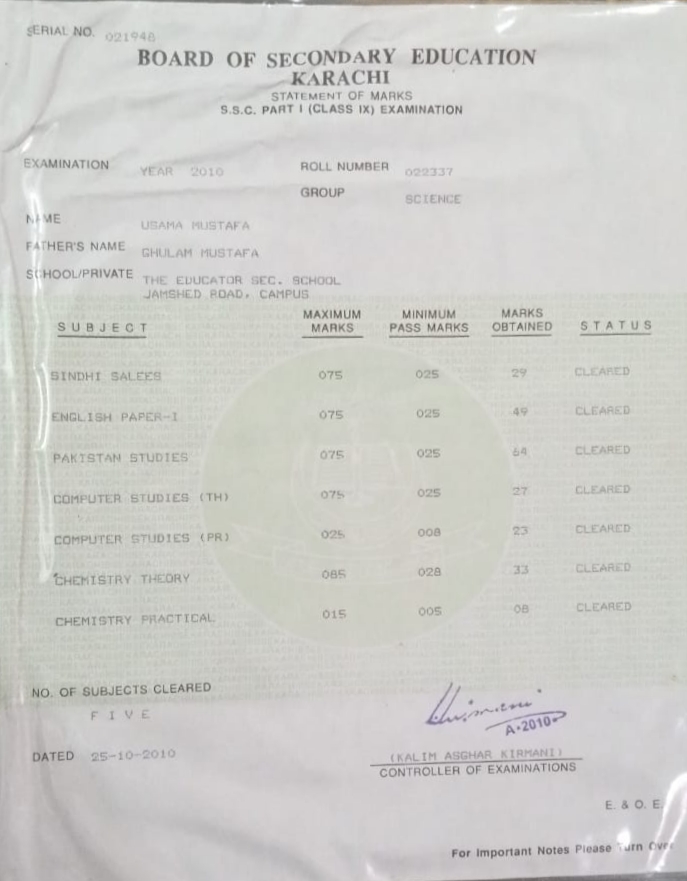 SERIAL NO. 021948
BOARD OF SECONDARY EDUCATION
KARACHI
STATEMENT OF MARKS
S.S.C. PART I (CLASS IX) EXAMINATION
EXAMINATION YEAR 2010 ROLL NUMBER 022337
GROUP SCIENCE
NAME USAMA MUSTAFA
FATHER'S NAME GHULAM MUSTAFA
SCHOOL/PRIVATE THE EDUCATOR SEC. SCHOOL
JAMSHED ROAD, CAMPUS
SUBJECT MAXIMUM MARKS MINIMUM PASS MARKS MARKS OBTAINED STATUS
SINDHI SALEES 075 025 29 CLEARED
ENGLISH PAPER-I 075 025 49 CLEARED
PAKISTAN STUDIES 075 025 64 CLEARED
COMPUTER STUDIES (TH) 075 025 27 CLEARED
COMPUTER STUDIES (PR) 025 008 23 CLEARED
CHEMISTRY THEORY 085 028 33 CLEARED
CHEMISTRY PRACTICAL 015 005 08 CLEARED
NO. OF SUBJECTS CLEARED
FIVE
A-2010
DATED 25-10-2010
(KALIM ASGHAR KIRMANI)
CONTROLLER OF EXAMINATIONS
E. & O. E.
For Important Notes Please Turn Over